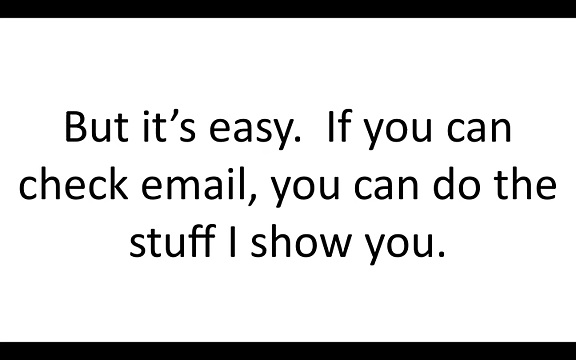 But it’s easy.  If you can
check email, you can do the
stuff I show you.